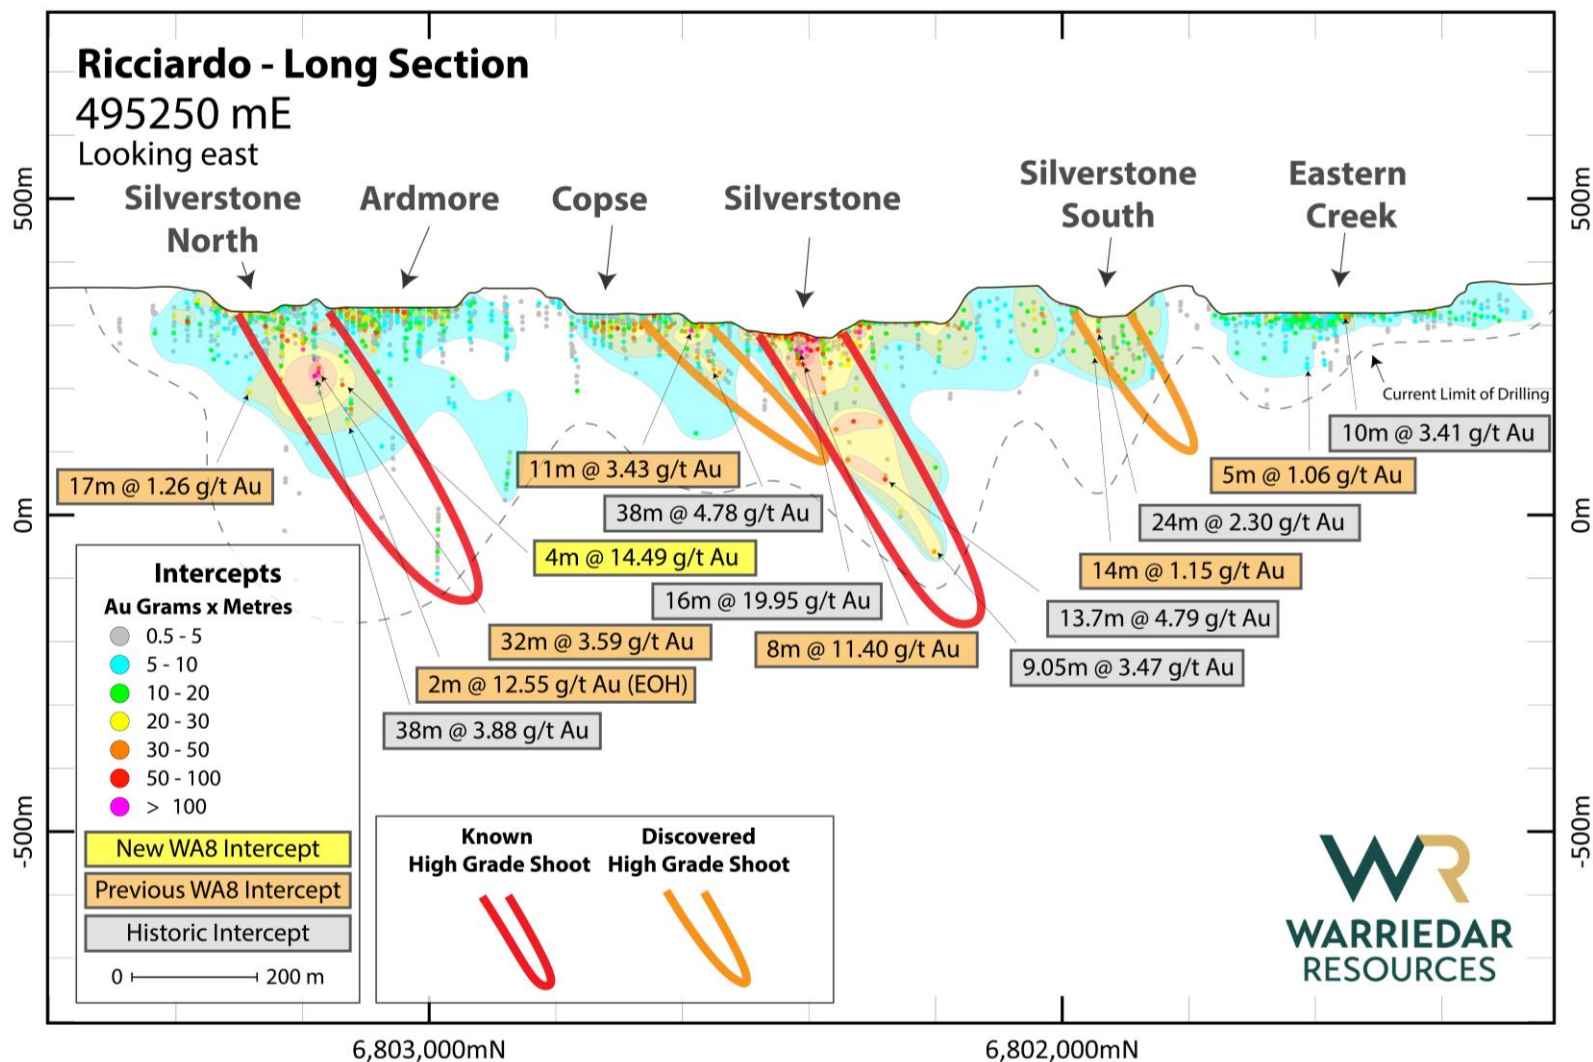 Ricciardo - Long Section
495250 mE
Looking east
Silverstone
North
Ardmore
Copse
Silverstone
Silverstone
South
Eastern
Creek
500m
0m
-500m
500m
0m
-500m
Current Limit of Drilling
10m @ 3.41 g/t Au
5m @ 1.06 g/t Au
17m @ 1.26 g/t Au
11m @ 3.43 g/t Au
38m @ 4.78 g/t Au
24m @ 2.30 g/t Au
4m @ 14.49 g/t Au
14m @ 1.15 g/t Au
16m @ 19.95 g/t Au
13.7m @ 4.79 g/t Au
32m @ 3.59 g/t Au
8m @ 11.40 g/t Au
9.05m @ 3.47 g/t Au
2m @ 12.55 g/t Au (EOH)
38m @ 3.88 g/t Au
Intercepts
Au Grams x Metres
0.5 - 5
5 - 10
10 - 20
20 - 30
30 - 50
50 - 100
> 100
New WA8 Intercept
Previous WA8 Intercept
Historic Intercept
0 200 m
Known
High Grade Shoot
Discovered
High Grade Shoot
WR
WARRIEDAR
RESOURCES
6,803,000mN
6,802,000mN